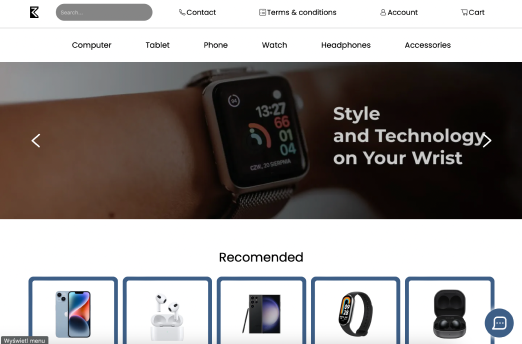 Search...
Contact
Terms & conditions
Account
Cart
Computer
Tablet
Phone
Watch
Headphones
Accessories
13:27
66
01
04
CZW. 20 SIERPNIA
Style
and Technology
on Your Wrist
Recomended
Wyświetl menu